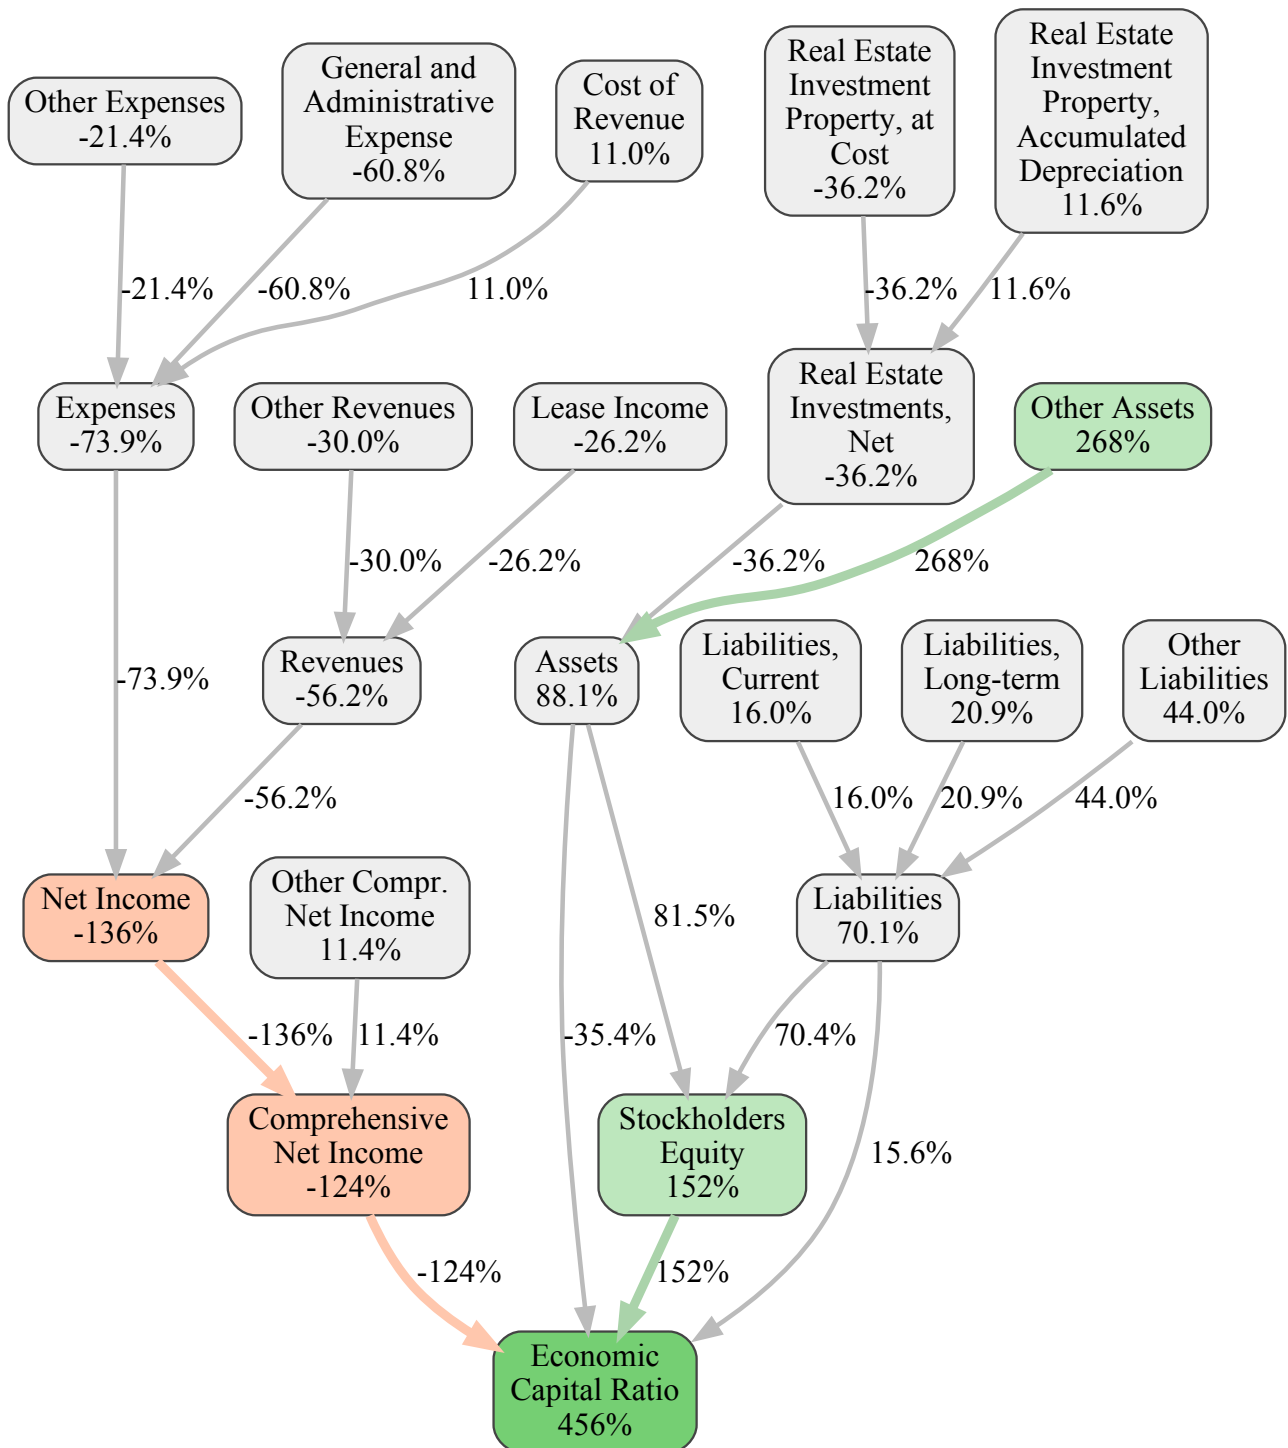 Other Expenses
-21.4%
General and
Administrative
Expense
-60.8%
Cost of
Revenue
11.0%
Real Estate
Investment
Property, at
Cost
-36.2%
Real Estate
Investment
Property,
Accumulated
Depreciation
11.6%
-21.4%
-60.8%
11.0%
-36.2%
11.6%
Expenses
-73.9%
Other Revenues
-30.0%
Lease Income
-26.2%
Real Estate
Investments,
Net
-36.2%
Other Assets
268%
-30.0%
-26.2%
-36.2%
268%
-73.9%
Revenues
-56.2%
Assets
88.1%
Liabilities,
Current
16.0%
Liabilities,
Long-term
20.9%
Other
Liabilities
44.0%
-56.2%
16.0%
20.9%
44.0%
Net Income
-136%
Other Compr.
Net Income
11.4%
81.5%
Liabilities
70.1%
-136%
11.4%
-35.4%
70.4%
Comprehensive
Net Income
-124%
Stockholders
Equity
152%
15.6%
-124%
152%
Economic
Capital Ratio
456%